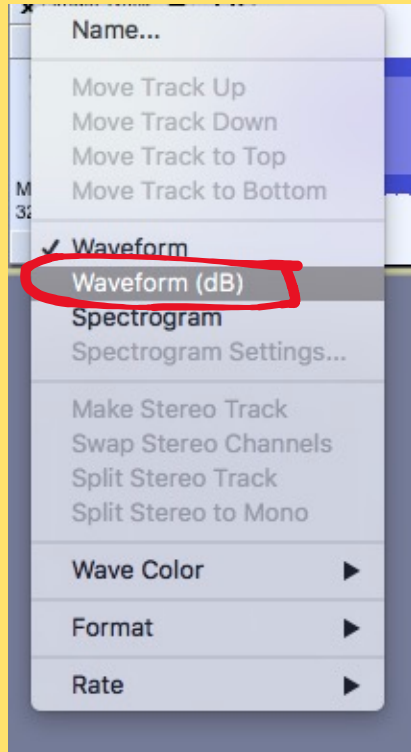 Name...
Move Track Up
Move Track Down
Move Track to Top
Move Track to Bottom
M
32
✓ Waveform
Waveform (dB)
Spectrogram
Spectrogram Settings...
Make Stereo Track
Swap Stereo Channels
Split Stereo Track
Split Stereo to Mono
Wave Color ▶
Format ▶
Rate ▶